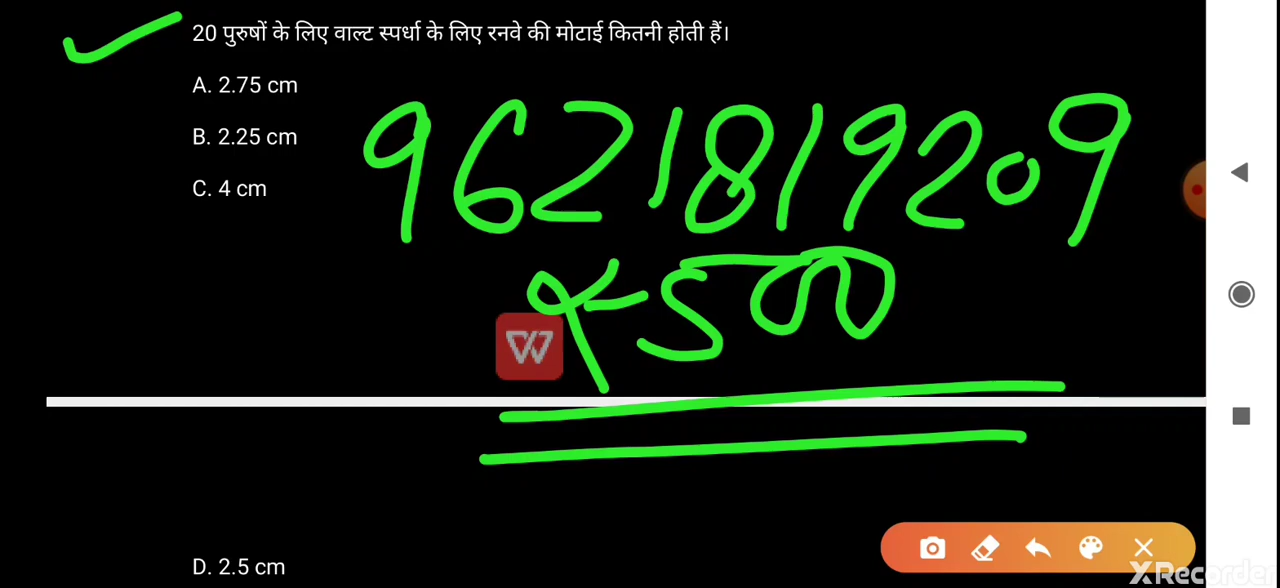 20 पुरुषों के लिए वाल्ट स्पर्धा के लिए रनवे की मोटाई कितनी होती हैं।
A. 2.75 cm
B. 2.25 cm
C. 4 cm
9621819209
₹-500
W
D. 2.5 cm
XRecorder